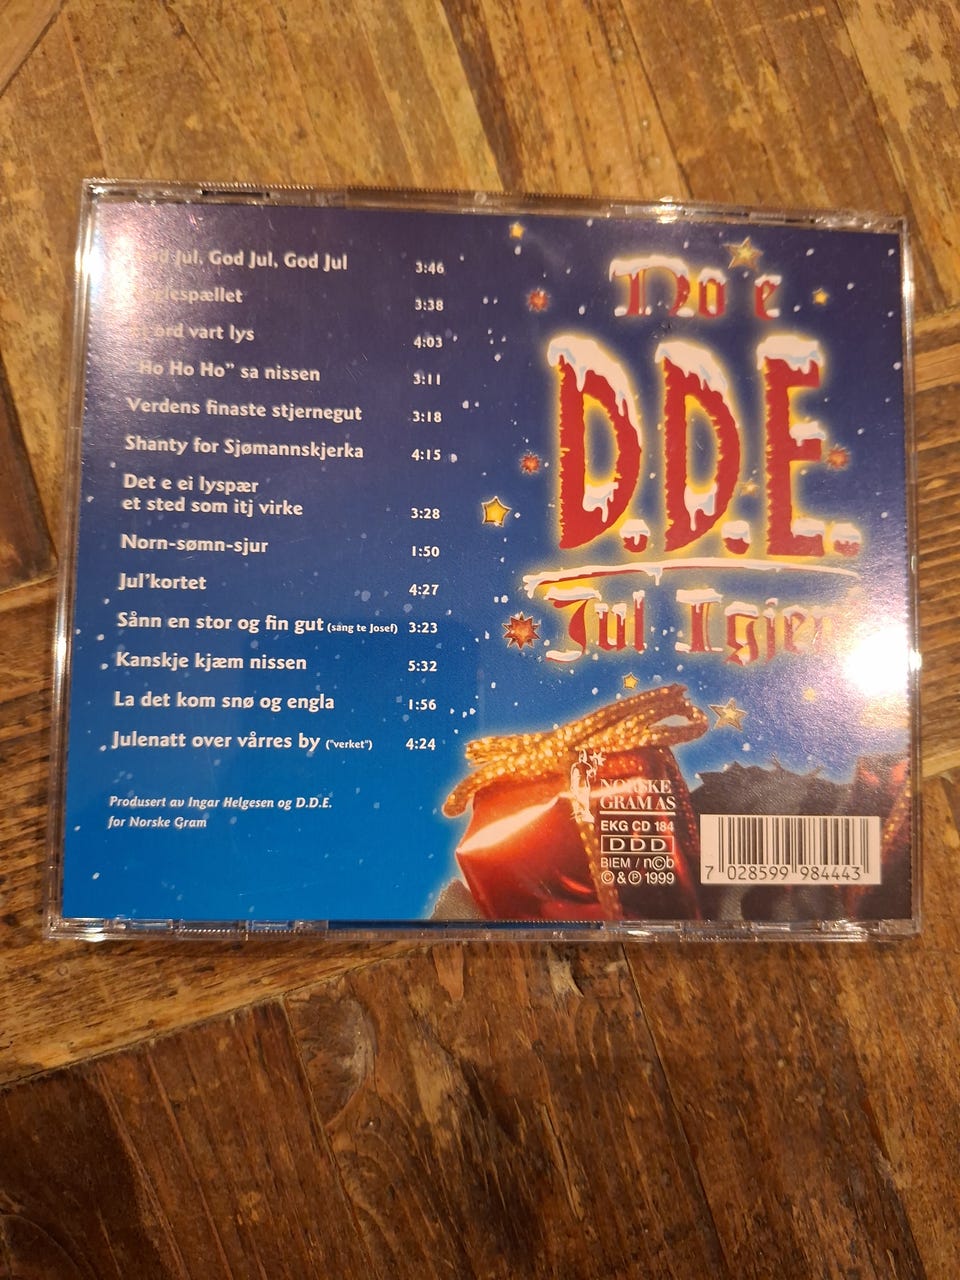 Jul, God Jul, God Jul 3:46
3:38
ord vart lys 4:03
"Ho Ho Ho" sa nissen 3:11
Verdens finaste stjernegut 3:18
Shanty for Sjømannskjerka 4:15
Det e ei lyspær
et sted som itj virke 3:28
Norn-sømn-sjur 1:50
Jul'kortet 4:27
Sånn en stor og fin gut (sang te Josef) 3:23
Kanskje kjæm nissen 5:32
La det kom snø og engla 1:56
Julenatt over vårres by ("verket") 4:24
Produsert av Ingar Helgesen og D.D.E.
for Norske Gram
No e
D.D.E.
Jul Igjen
NORSKE
GRAM AS
EKG CD 184
DDD
BIEM / n©b
© & ℗ 1999
7 028599 984443